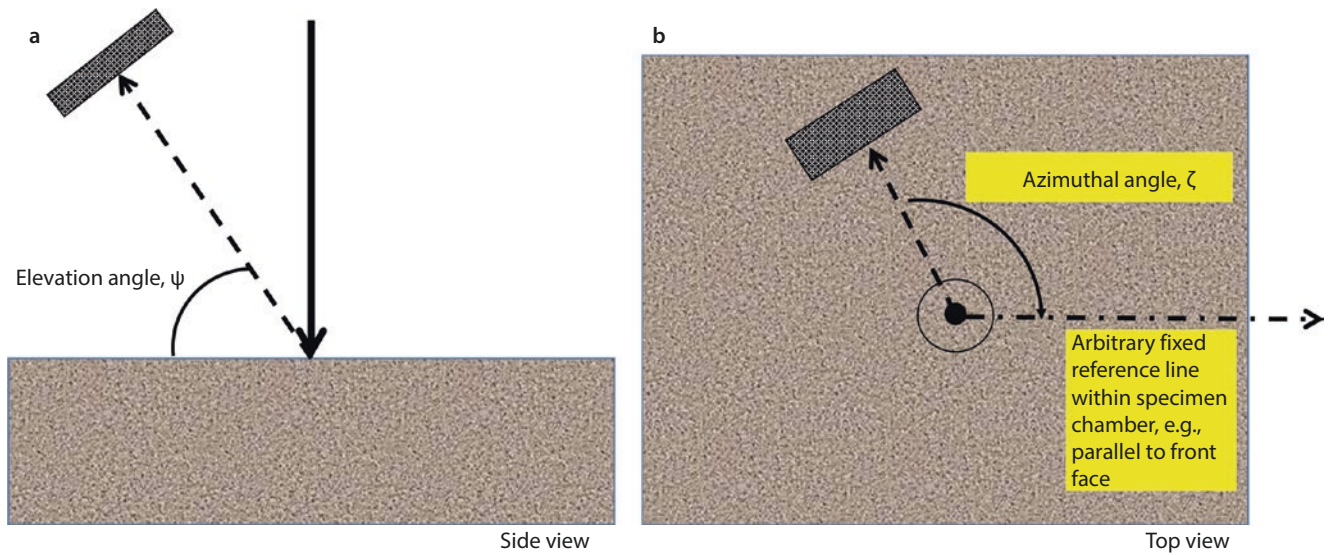 a
Elevation angle, ψ
Side view
b
Azimuthal angle, ζ
Arbitrary fixed
reference line
within specimen
chamber, e.g.,
parallel to front
face
Top view